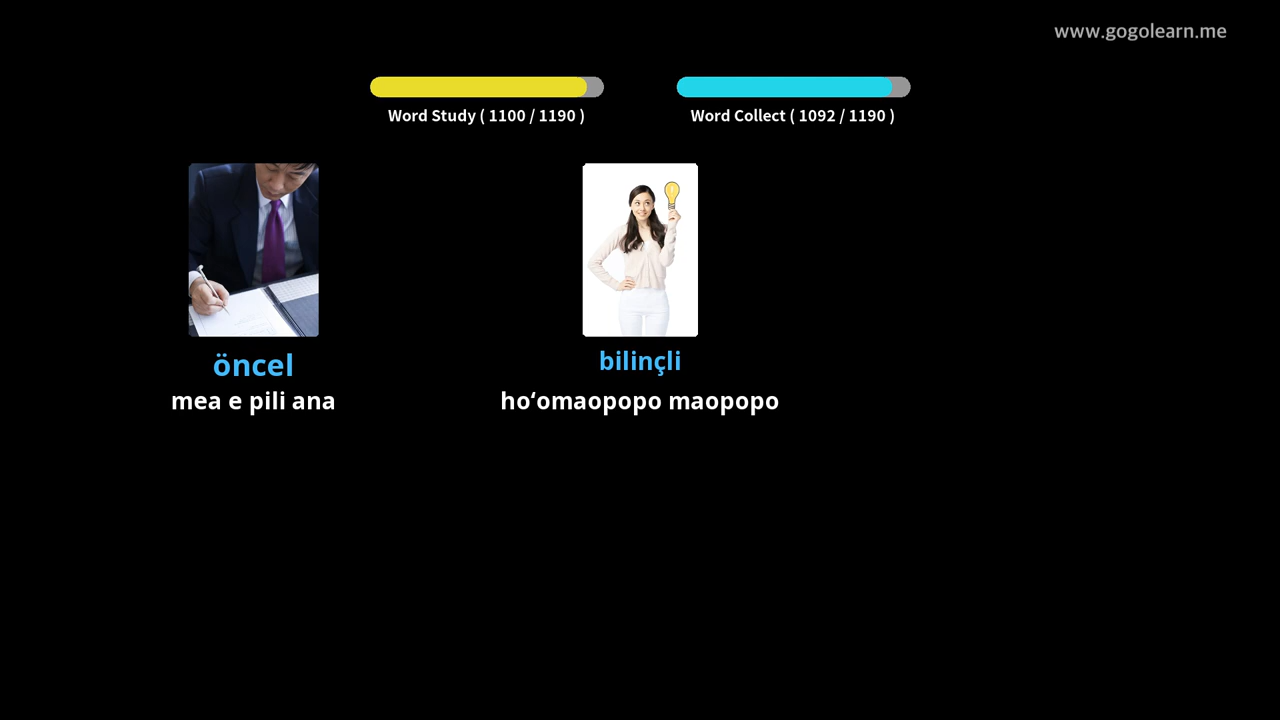 www.gogolearn.me
Word Study ( 1100 / 1190 )
Word Collect ( 1092 / 1190 )
öncel
mea e pili ana
bilinçli
hoʻomaopopo maopopo